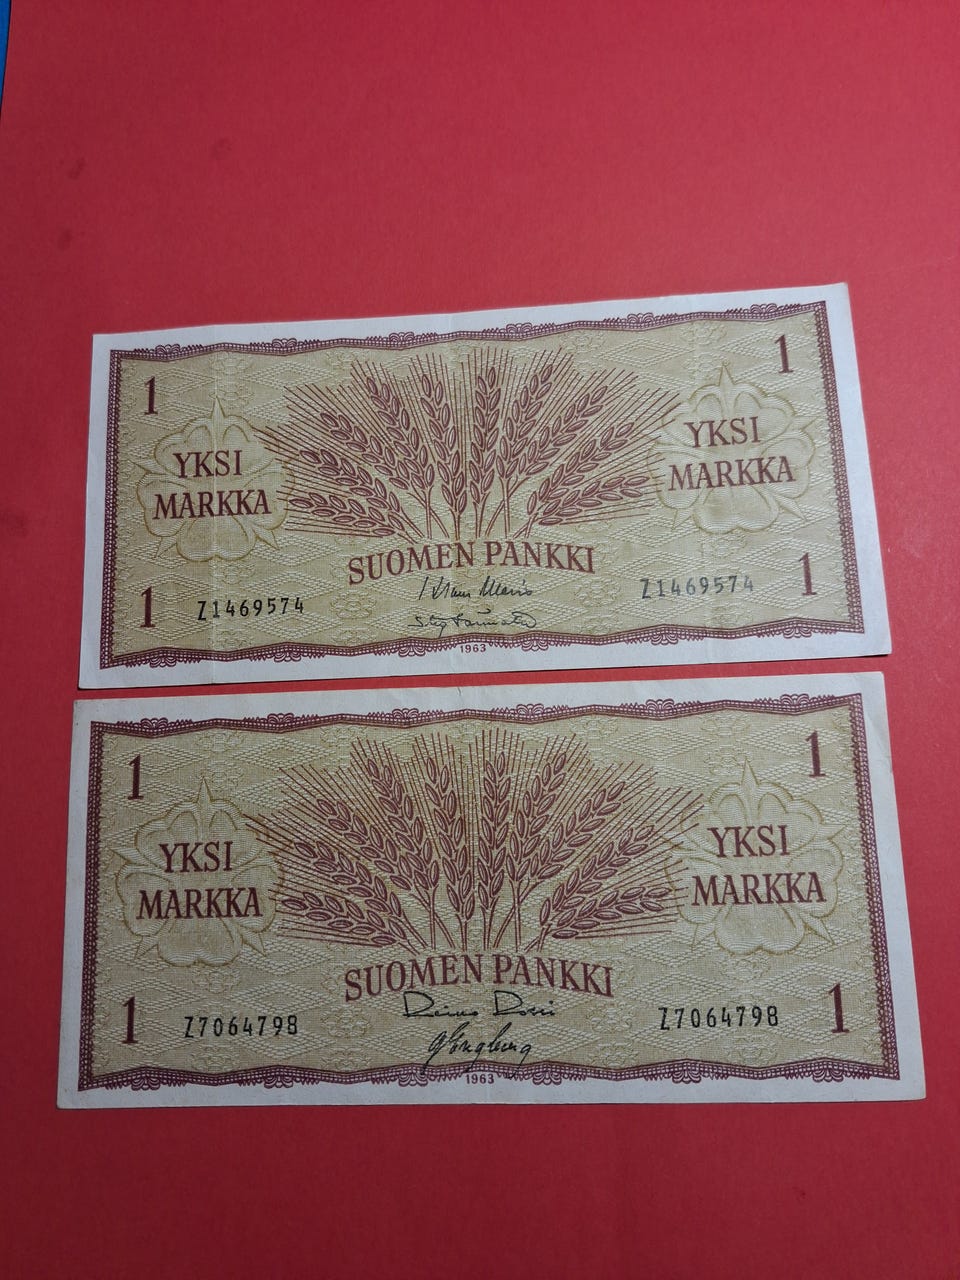 1
1
YKSI
MARKKA
YKSI
MARKKA
SUOMEN PANKKI
1
Z1469574
Z1469574
1
1963
1
1
YKSI
MARKKA
YKSI
MARKKA
SUOMEN PANKKI
1
Z7064798
Z7064798
1
1963